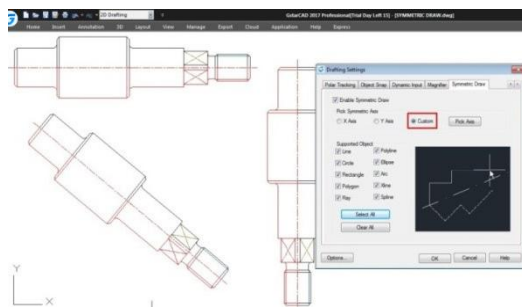 2D Drafting
GstarCAD 2017 Professional(Trial Day Left 15) - [SYMMETRIC DRAW.dwg]
Home Insert Annotation 3D Layout View Manage Export Cloud Application Help Express
Drafting Settings
Polar Tracking Object Snap Dynamic Input Magnifier Symmetric Draw
Enable Symmetric Draw
Pick Symmetric Axis
X Axis Y Axis Custom Pick Axis
Supported Object
Line Polyline
Circle Ellipse
Rectangle Arc
Polygon Xline
Ray Spline
Select All
Clear All
Options... OK Cancel Help
Y
X